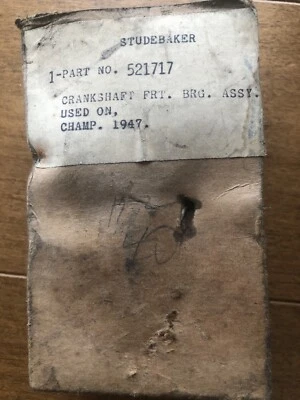 STUDEBAKER
1-PART NO. 521717
CRANKSHAFT FRT. BRG. ASSY.
USED ON,
CHAMP. 1947.